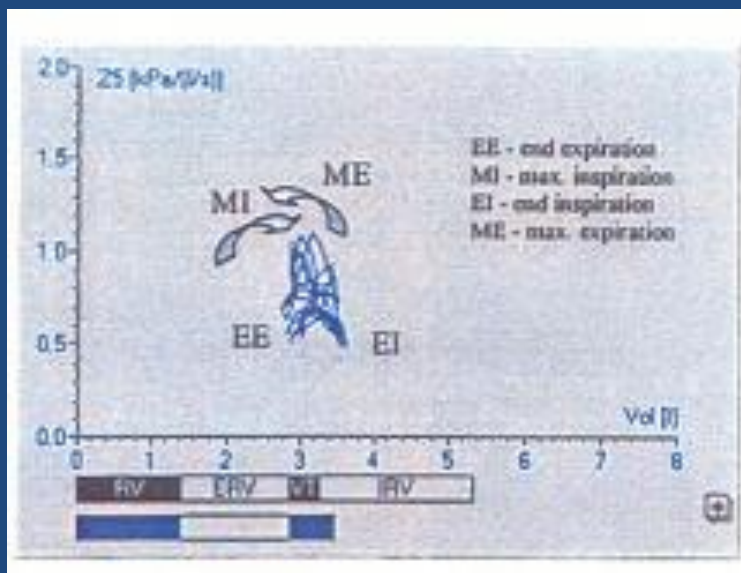 2.0
Z5 [kPa/(l/s)]
EE - end expiration
MI - max. inspiration
EI - end inspiration
ME - max. expiration
1.5
ME
MI
1.0
EE
EI
0.5
Vol [l]
0.0
0 1 2 3 4 5 6 7 8
RV ERV VT IRV